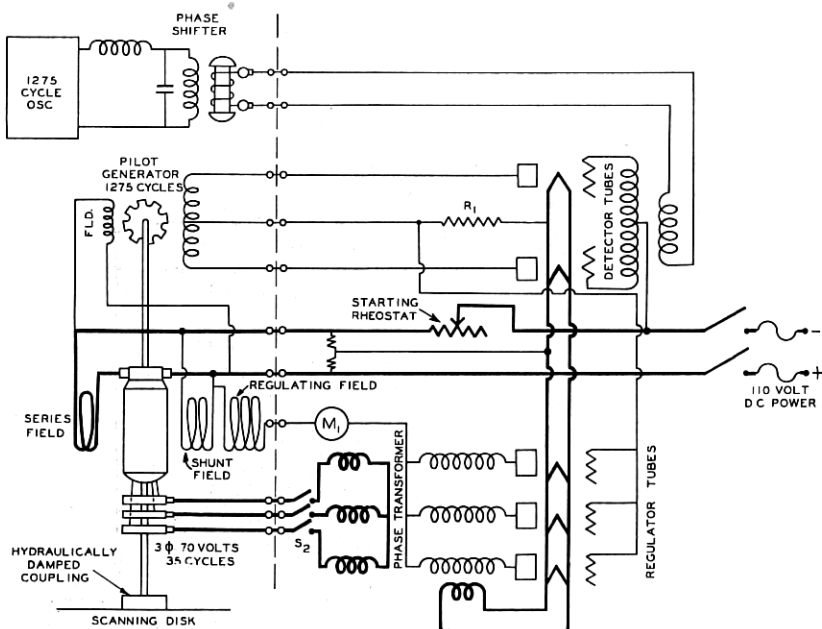 PHASE
SHIFTER
1275
CYCLE
OSC
PILOT
GENERATOR
1275 CYCLES
FLD.
R1
DETECTOR TUBES
STARTING
RHEOSTAT
-
+
110 VOLT
DC POWER
REGULATING FIELD
SERIES
FIELD
SHUNT
FIELD
M1
PHASE TRANSFORMER
REGULATOR TUBES
S2
3 ϕ 70 VOLTS
35 CYCLES
HYDRAULICALLY
DAMPED
COUPLING
SCANNING DISK